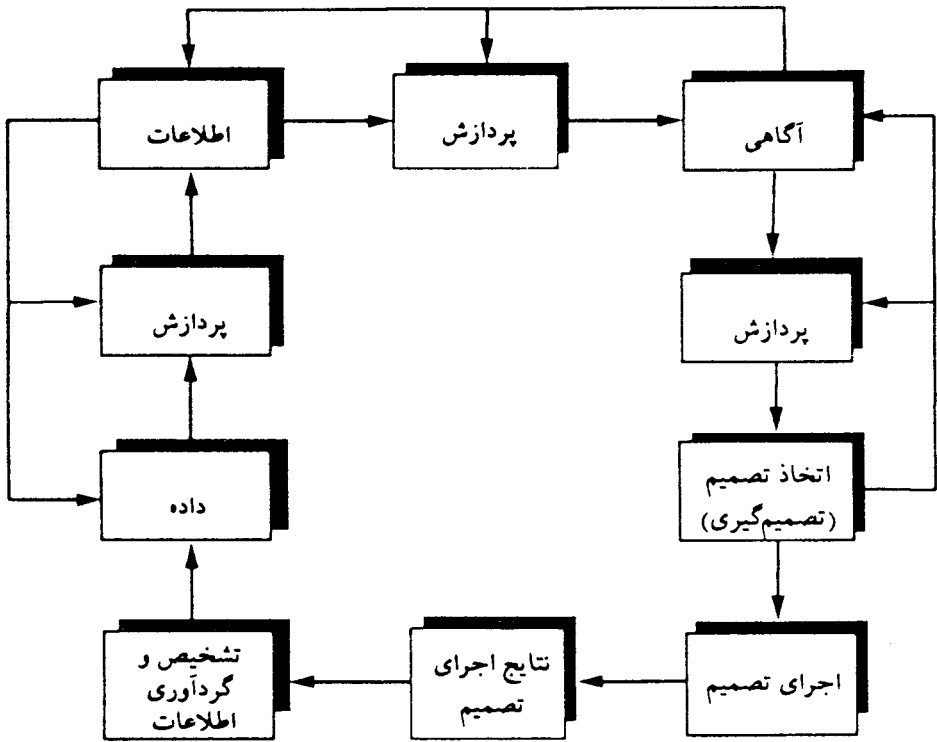 اطلاعات
پردازش
آگاهی
پردازش
پردازش
داده
اتخاذ تصمیم
(تصمیم‌گیری)
تشخیص و
گردآوری
اطلاعات
نتایج اجرای
تصمیم
اجرای تصمیم